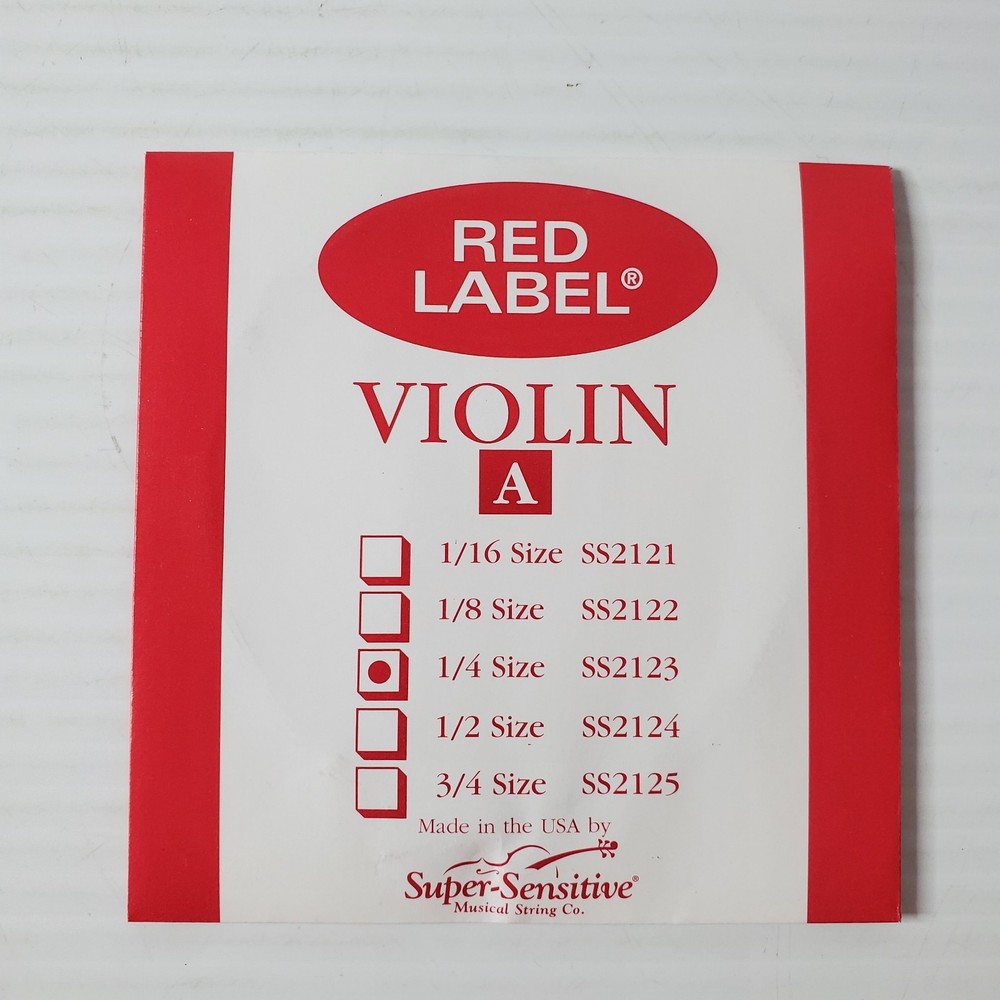 RED
LABEL®
VIOLIN
A
1/16 Size SS2121
1/8 Size SS2122
1/4 Size SS2123
1/2 Size SS2124
3/4 Size SS2125
Made in the USA by
Super-Sensitive®
Musical String Co.